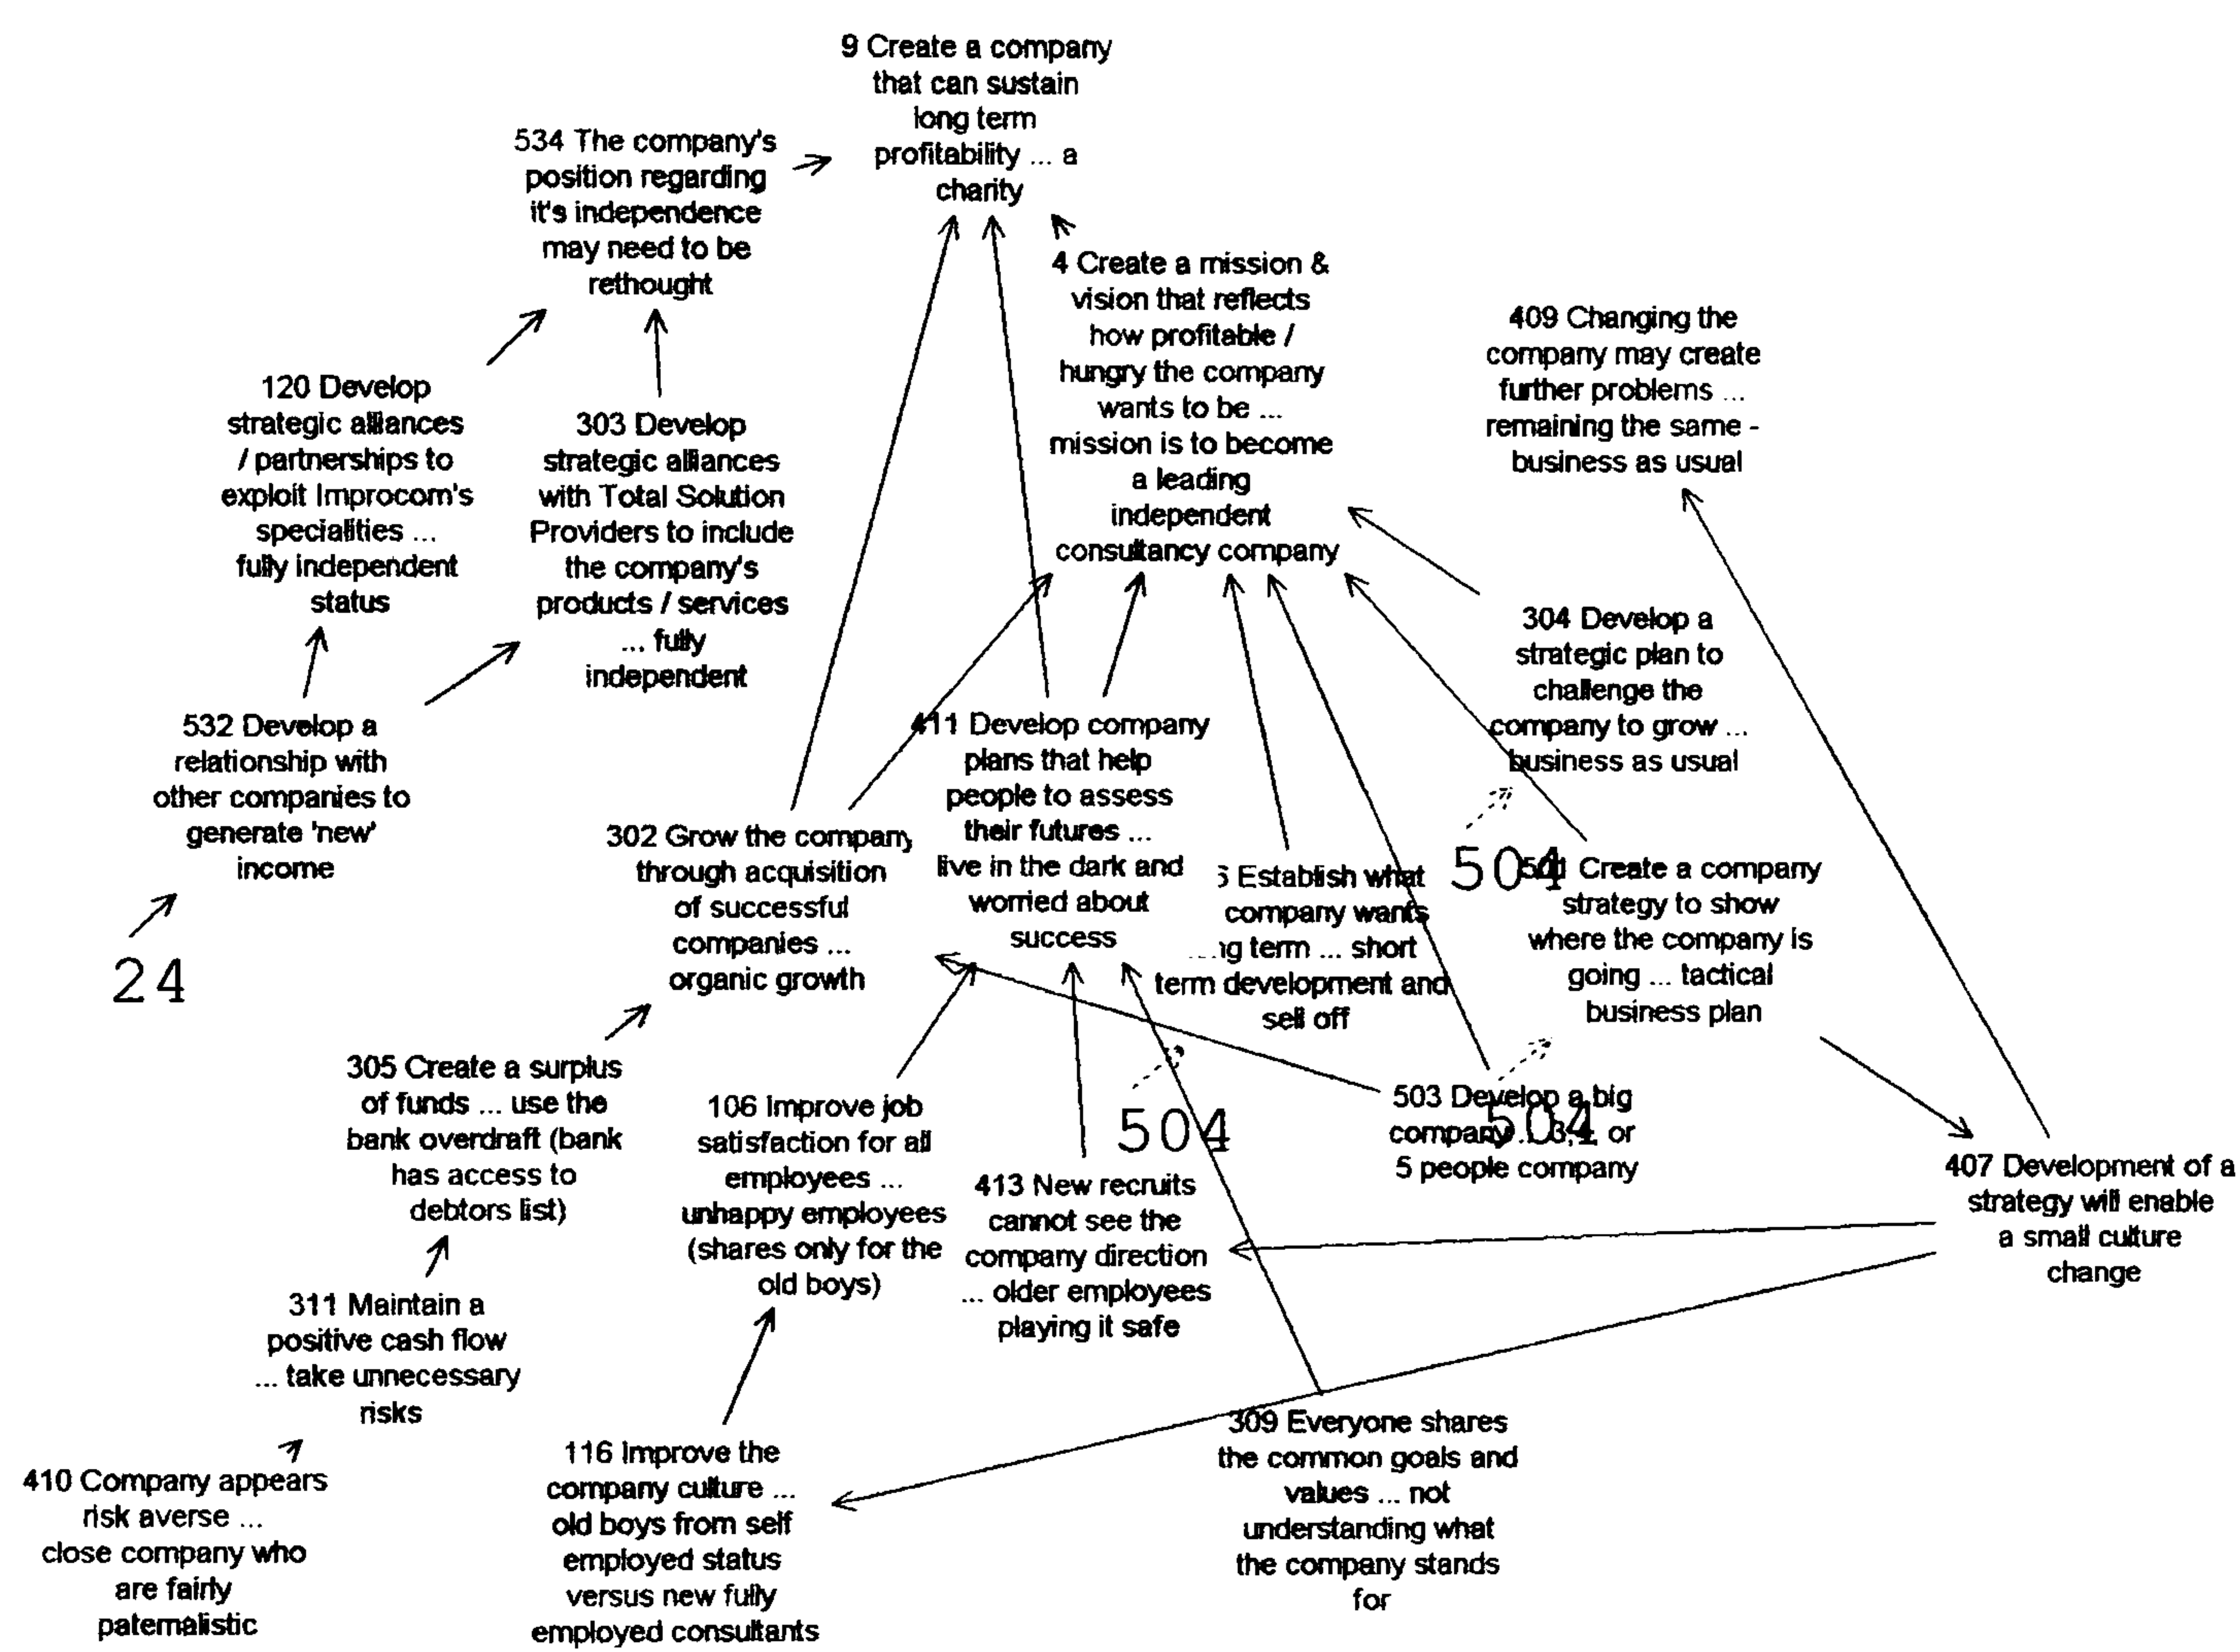 9 Create a company
that can sustain
long term
profitability ... a
charity
534 The company's
position regarding
it's independence
may need to be
rethought
4 Create a mission &
vision that reflects
how profitable /
hungry the company
wants to be ...
mission is to become
a leading
independent
consultancy company
409 Changing the
company may create
further problems ...
remaining the same -
business as usual
120 Develop
strategic alliances
/ partnerships to
exploit Improcom's
specialities ...
fully independent
status
303 Develop
strategic alliances
with Total Solution
Providers to include
the company's
products / services
... fully
independent
304 Develop a
strategic plan to
challenge the
company to grow ...
business as usual
532 Develop a
relationship with
other companies to
generate 'new'
income
24
302 Grow the company
through acquisition
of successful
companies ...
organic growth
411 Develop company
plans that help
people to assess
their futures ...
live in the dark and
worried about
success
Establish what
company wants
term ... short
term development and
sell off
504
Create a company
strategy to show
where the company is
going ... tactical
business plan
305 Create a surplus
of funds ... use the
bank overdraft (bank
has access to
debtors list)
106 Improve job
satisfaction for all
employees ...
unhappy employees
(shares only for the
old boys)
504
413 New recruits
cannot see the
company direction
... older employees
playing it safe
503 Develop a big
company ... 3, or
5 people company
504
407 Development of a
strategy will enable
a small culture
change
311 Maintain a
positive cash flow
... take unnecessary
risks
410 Company appears
risk averse ...
close company who
are fairly
paternalistic
116 Improve the
company culture ...
old boys from self
employed status
versus new fully
employed consultants
309 Everyone shares
the common goals and
values ... not
understanding what
the company stands
for